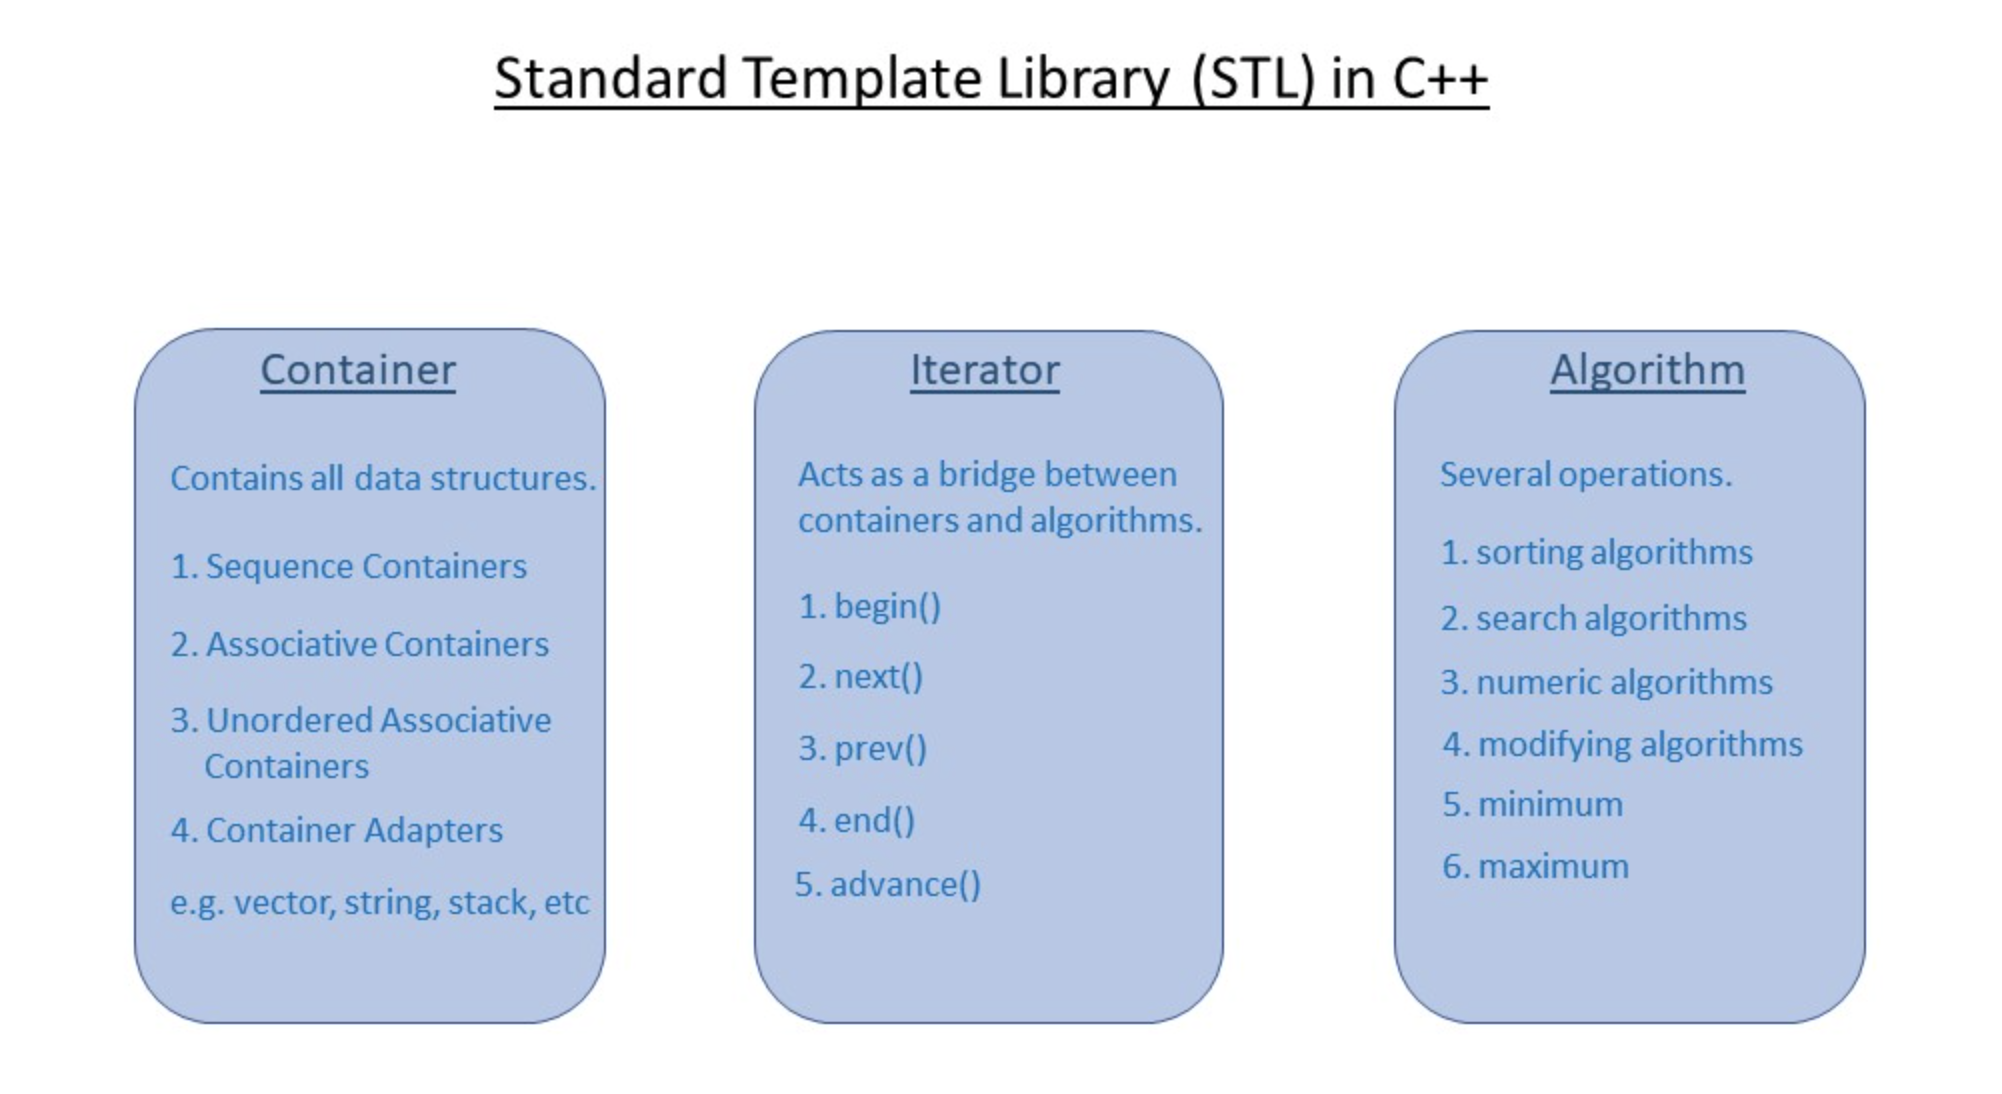 Standard Template Library (STL) in C++
Container
Contains all data structures.
1. Sequence Containers
2. Associative Containers
3. Unordered Associative
Containers
4. Container Adapters
e.g. vector, string, stack, etc
Iterator
Acts as a bridge between
containers and algorithms.
1. begin()
2. next()
3. prev()
4. end()
5. advance()
Algorithm
Several operations.
1. sorting algorithms
2. search algorithms
3. numeric algorithms
4. modifying algorithms
5. minimum
6. maximum